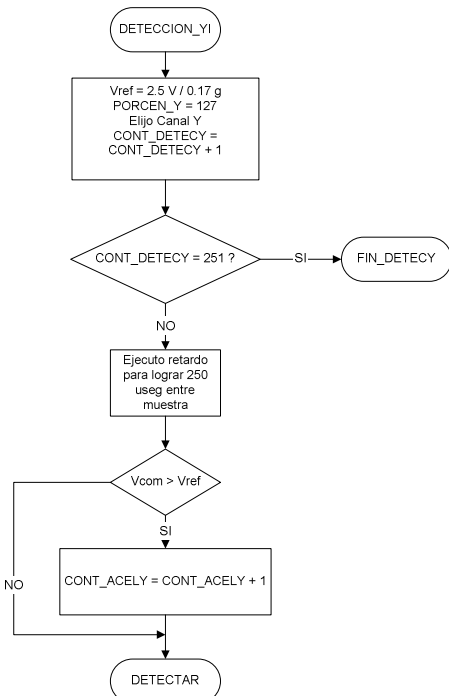 DETECCION_YI
Vref = 2.5 V / 0.17 g
PORCEN_Y = 127
Elijo Canal Y
CONT_DETECY =
CONT_DETECY + 1
CONT_DETECY = 251 ?
SI
FIN_DETECY
NO
Ejecuto retardo
para lograr 250
useg entre
muestra
Vcom > Vref
SI
CONT_ACELY = CONT_ACELY + 1
NO
DETECTAR